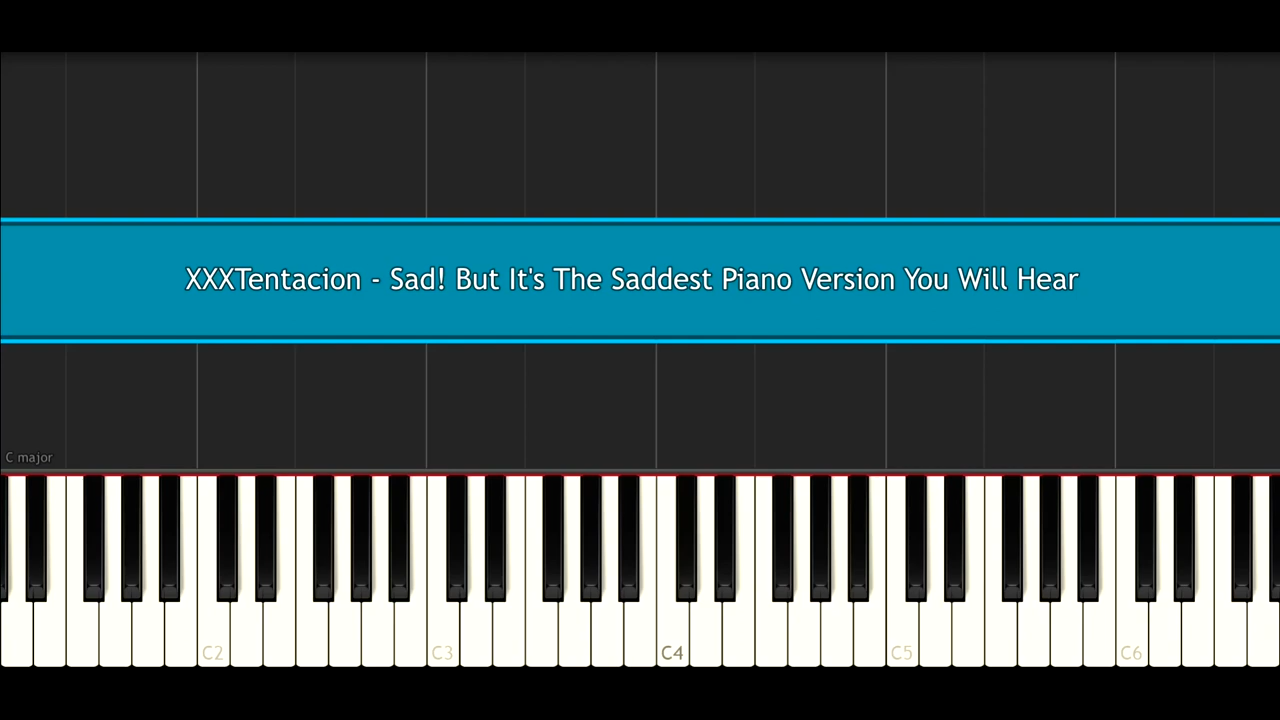 XXXTentacion - Sad! But It's The Saddest Piano Version You Will Hear
C major
C2 C3 C4 C5 C6